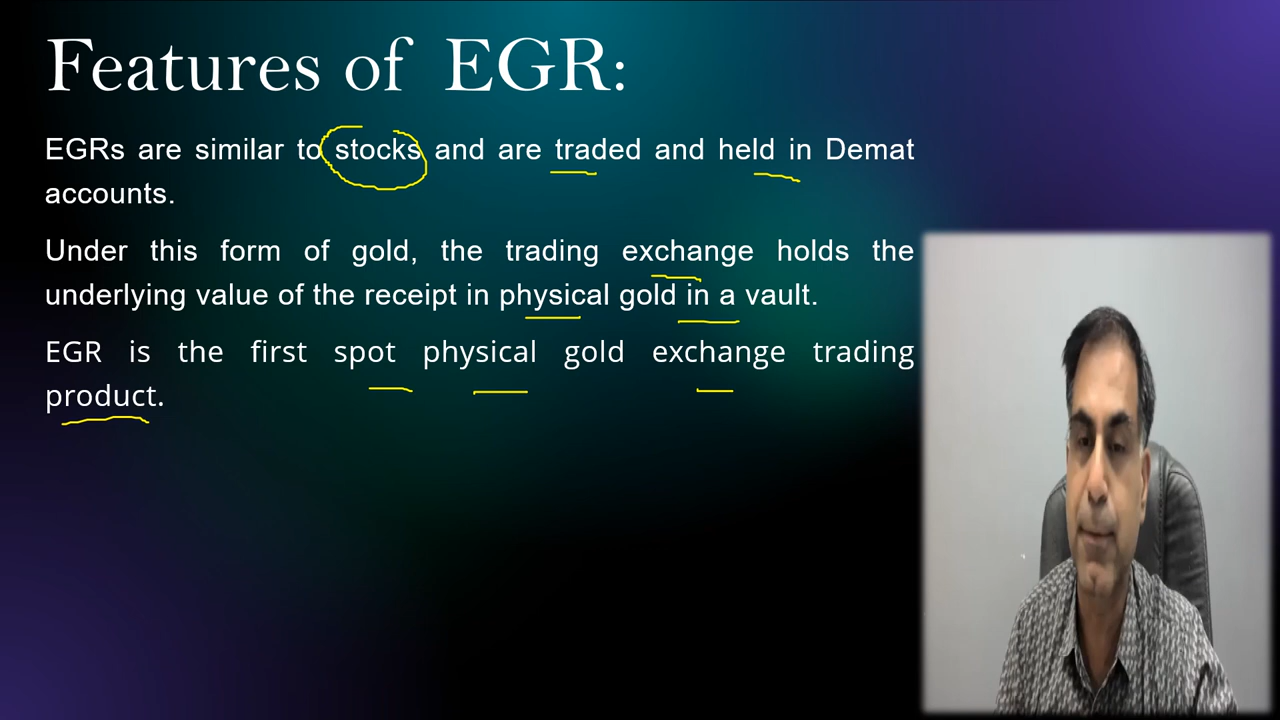 Features of EGR:
EGRs are similar to stocks and are traded and held in Demat
accounts.
Under this form of gold, the trading exchange holds the
underlying value of the receipt in physical gold in a vault.
EGR is the first spot physical gold exchange trading
product.